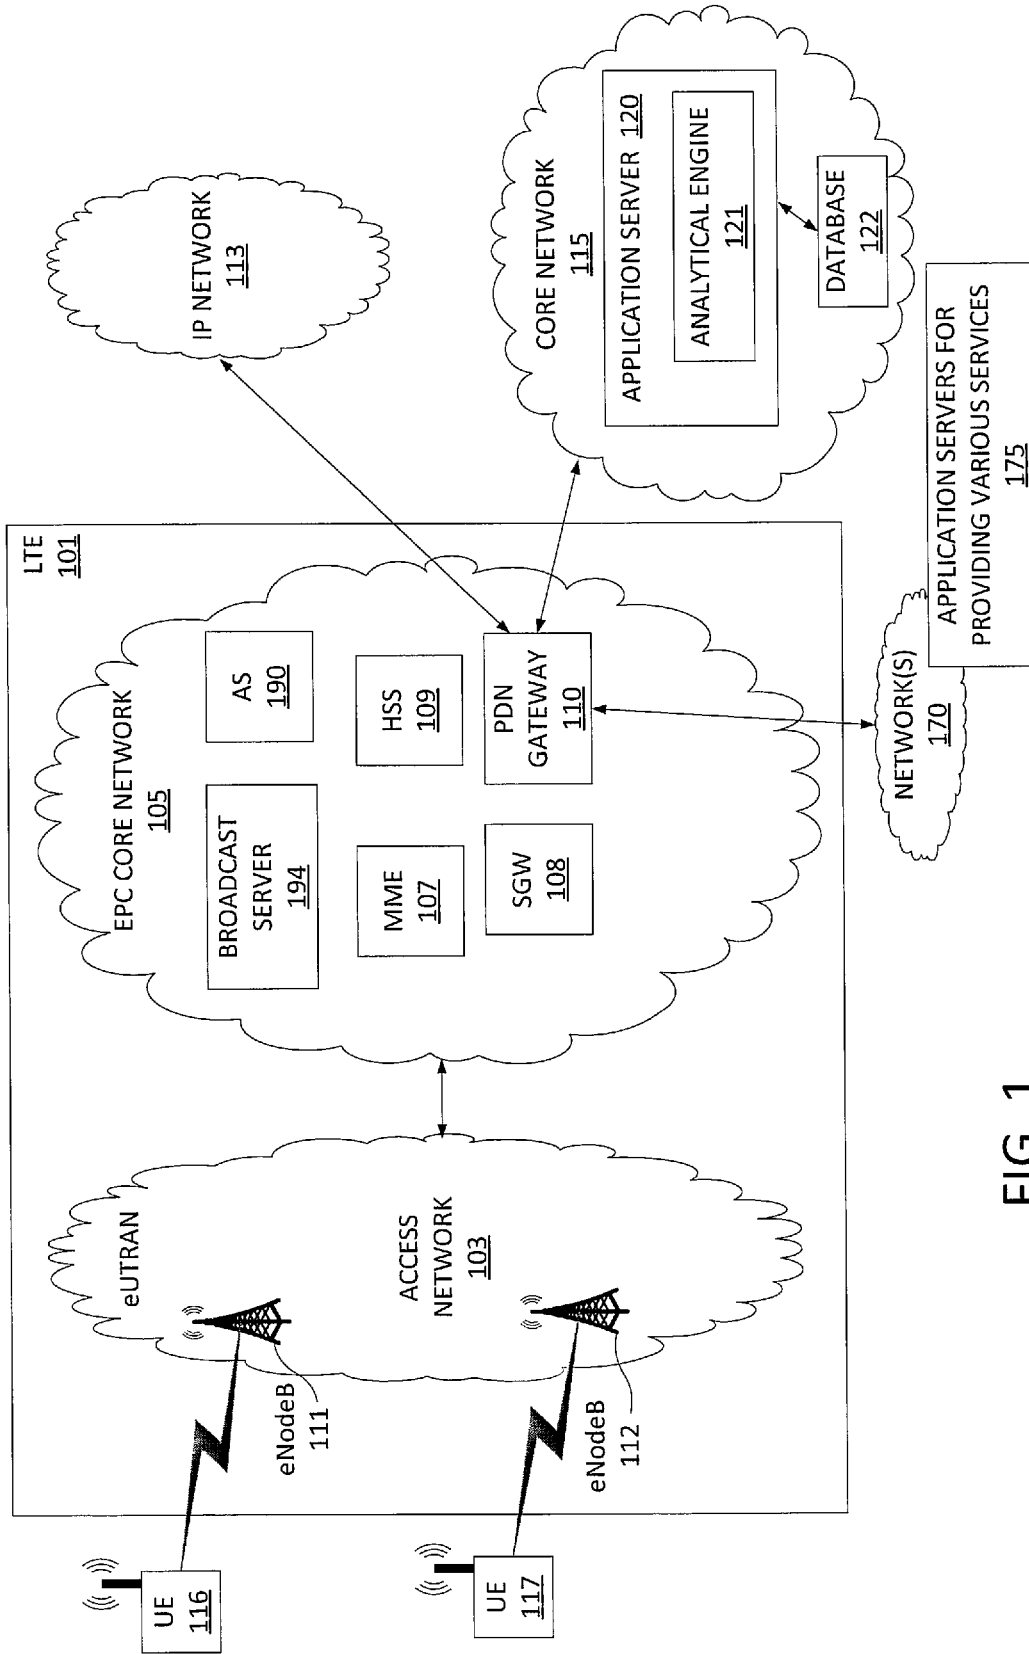 LTE
101
EPC CORE NETWORK
105
BROADCAST
SERVER
194
AS
190
MME
107
HSS
109
SGW
108
PDN
GATEWAY
110
eUTRAN
ACCESS
NETWORK
103
eNodeB
111
eNodeB
112
UE
116
UE
117
IP NETWORK
113
CORE NETWORK
115
APPLICATION SERVER 120
ANALYTICAL ENGINE
121
DATABASE
122
NETWORK(S)
170
APPLICATION SERVERS FOR
PROVIDING VARIOUS SERVICES
175
FIG. 1